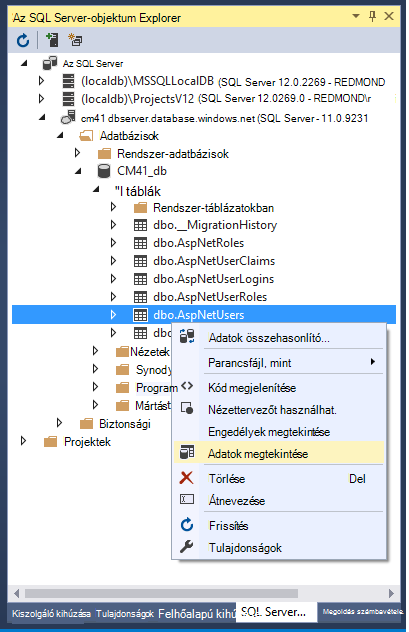 Az SQL Server-objektum Explorer
Az SQL Server
(localdb)\MSSQLLocalDB (SQL Server 12.0.2269 - REDMOND
(localdb)\ProjectsV12 (SQL Server 12.0269.0 - REDMOND\r
cm41 dbserver.database.windows.net (SQL Server - 11.0.9231
Adatbázisok
Rendszer-adatbázisok
CM41_db
"I táblák
Rendszer-táblázatokban
dbo.__MigrationHistory
dbo.AspNetRoles
dbo.AspNetUserClaims
dbo.AspNetUserLogins
dbo.AspNetUserRoles
dbo.AspNetUsers
dbc
Adatok összehasonlító...
Nézetek
Parancsfájl, mint
Synody
Program
Kód megjelenítése
Mártást
Nézettervezőt használhat.
Biztonsági
Engedélyek megtekintése
Projektek
Adatok megtekintése
Törlése Del
Átnevezése
Frissítés
Tulajdonságok
Kiszolgáló kihúzása Tulajdonságok Felhőalapú kihú SQL Server... Megoldás számbavétele.